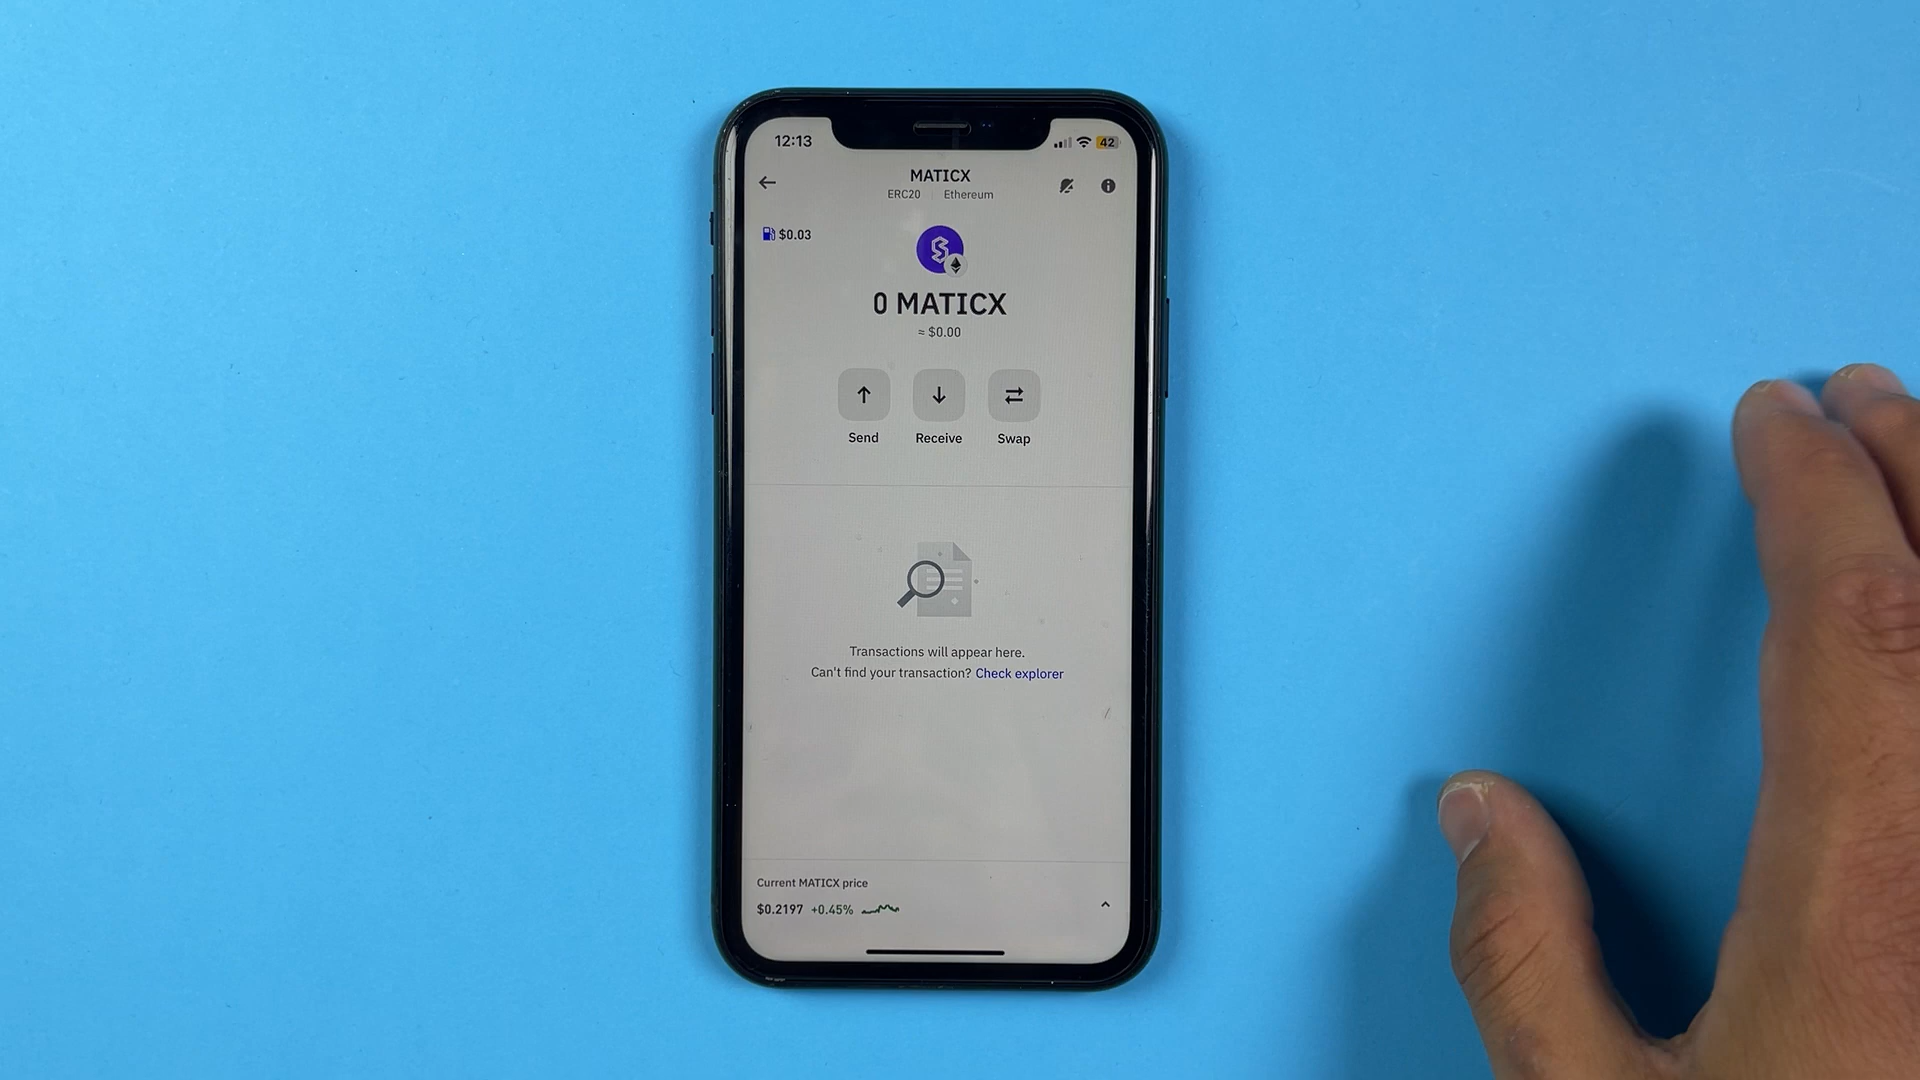 12:13
42
MATICX
ERC20 Ethereum
$0.03
0 MATICX
≈ $0.00
Send Receive Swap
Transactions will appear here.
Can't find your transaction? Check explorer
Current MATICX price
$0.2197 +0.45%